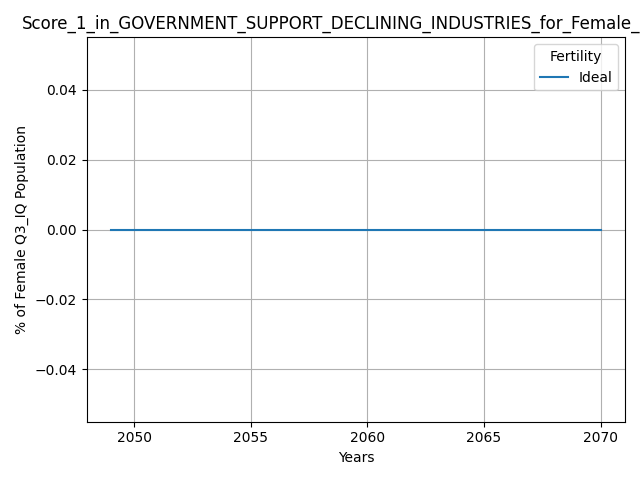 Score_1_in_GOVERNMENT_SUPPORT_DECLINING_INDUSTRIES_for_Female_
Fertility
Ideal
% of Female Q3_IQ Population
0.04
0.02
0.00
−0.02
−0.04
2050 2055 2060 2065 2070
Years